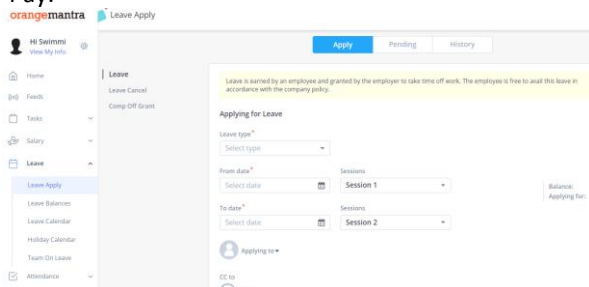 Pay.
orangemantra
Leave Apply
Hi Swimmi
View My Info
Apply
Pending
History
Home
Feeds
Tasks
Salary
Leave
Leave Apply
Leave Balances
Leave Calendar
Holiday Calendar
Team On Leave
Attendance
Leave
Leave Cancel
Comp Off Grant
Leave is earned by an employee and granted by the employer to take time off work. The employee is free to avail this leave in
accordance with the company policy.
Applying for Leave
Leave type*
Select type
From date*
Sessions
Select date
Session 1
To date*
Sessions
Select date
Session 2
Balance:
Applying for:
Applying to
CC to